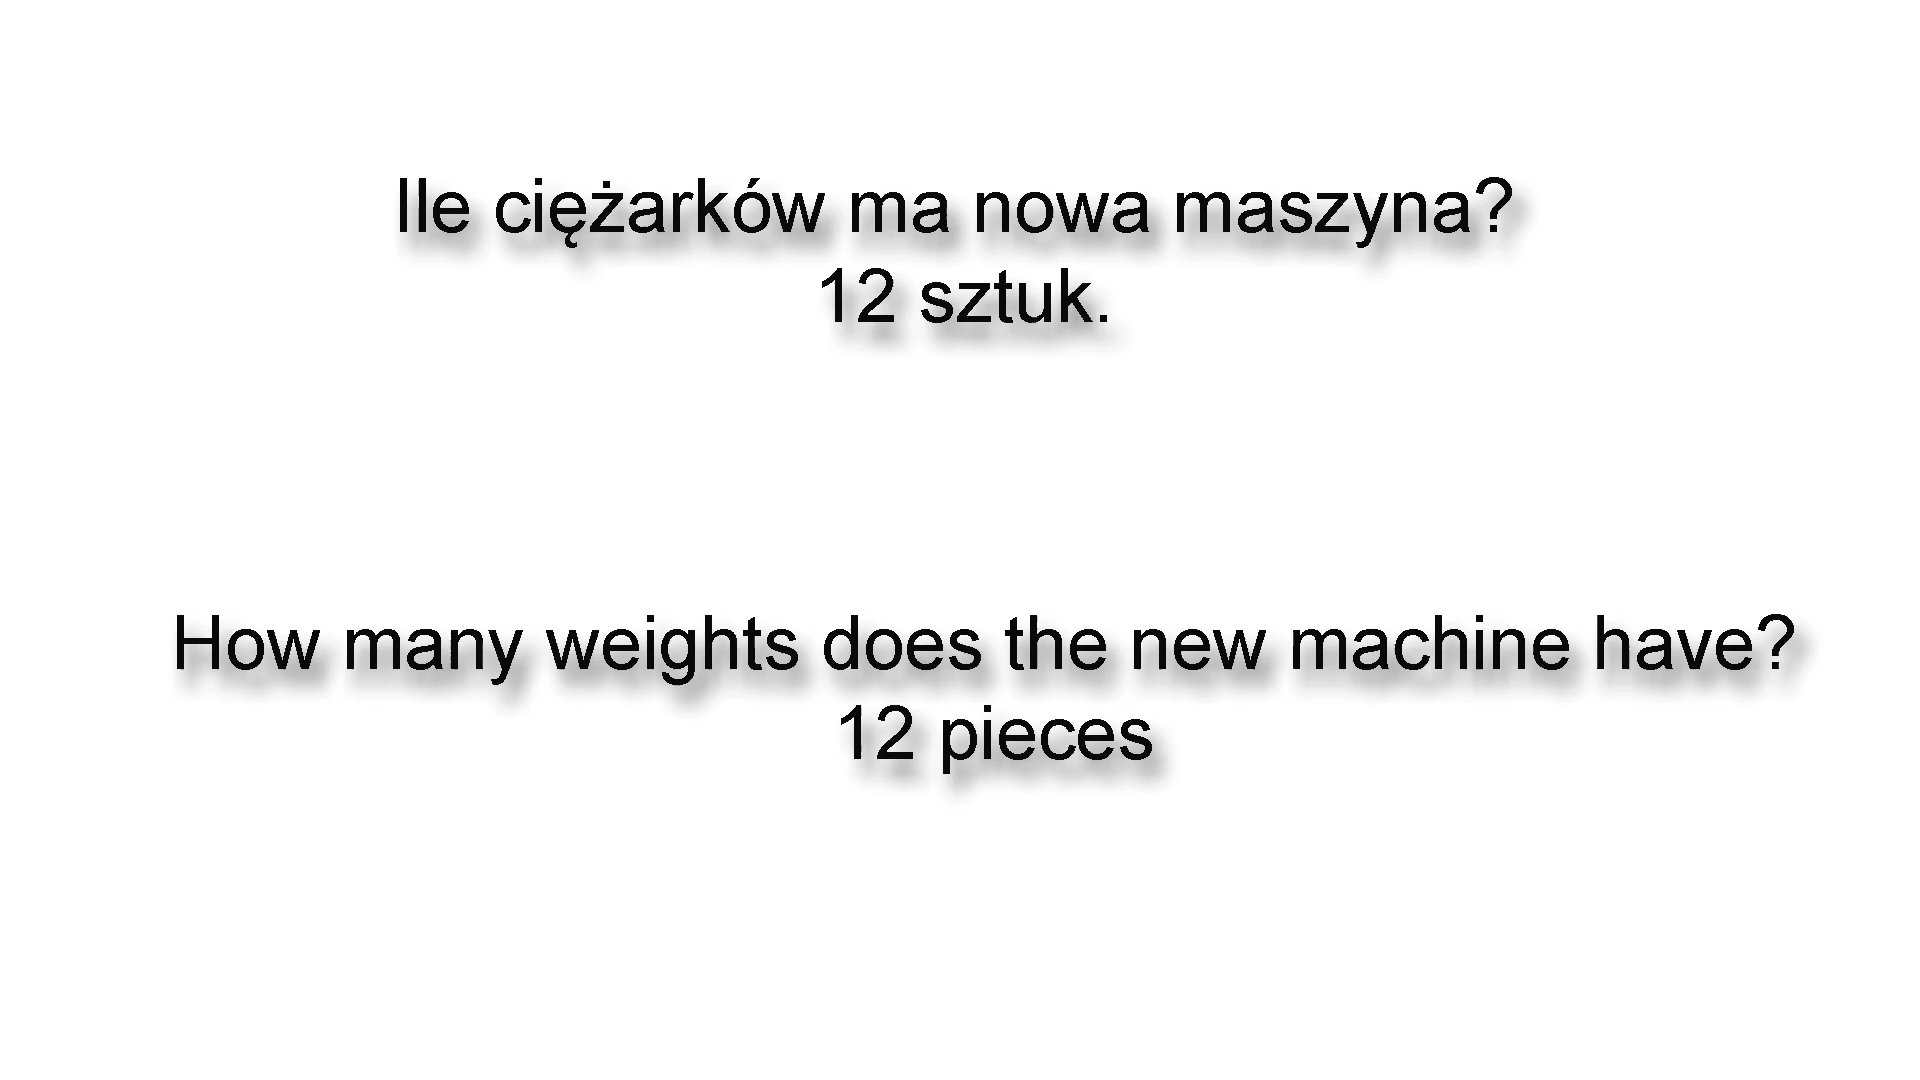 Ile ciężarków ma nowa maszyna?
12 sztuk.
How many weights does the new machine have?
12 pieces